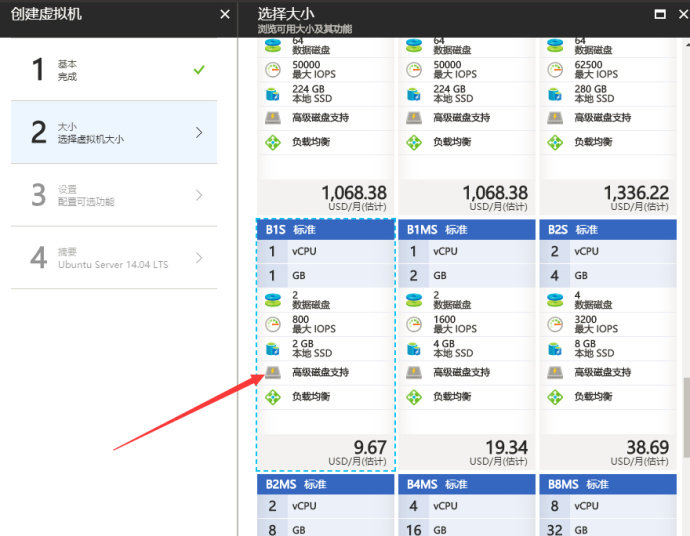 创建虚拟机
1
基本
完成
2
大小
选择虚拟机大小
3
设置
配置可选功能
4
摘要
Ubuntu Server 14.04 LTS
选择大小
浏览可用大小及其功能
64
数据磁盘
50000
最大 IOPS
224 GB
本地 SSD
高级磁盘支持
负载均衡
1,068.38
USD/月(估计)
64
数据磁盘
50000
最大 IOPS
224 GB
本地 SSD
高级磁盘支持
负载均衡
1,068.38
USD/月(估计)
64
数据磁盘
62500
最大 IOPS
280 GB
本地 SSD
高级磁盘支持
负载均衡
1,336.22
USD/月(估计)
B1S 标准
1 vCPU
1 GB
2
数据磁盘
800
最大 IOPS
2 GB
本地 SSD
高级磁盘支持
负载均衡
9.67
USD/月(估计)
B1MS 标准
1 vCPU
2 GB
2
数据磁盘
1600
最大 IOPS
4 GB
本地 SSD
高级磁盘支持
负载均衡
19.34
USD/月(估计)
B2S 标准
2 vCPU
4 GB
4
数据磁盘
3200
最大 IOPS
8 GB
本地 SSD
高级磁盘支持
负载均衡
38.69
USD/月(估计)
B2MS 标准
2 vCPU
8 GB
B4MS 标准
4 vCPU
16 GB
B8MS 标准
8 vCPU
32 GB